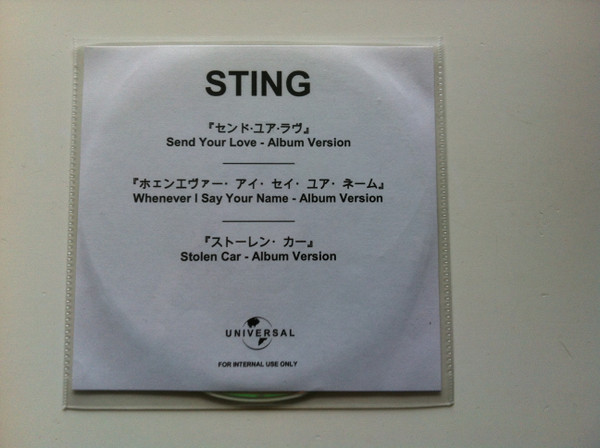 STING
『センド・ユア・ラヴ』
Send Your Love - Album Version
『ホェンエヴァー・ アイ・ セイ・ ユア・ ネーム』
Whenever I Say Your Name - Album Version
『ストーレン・ カー』
Stolen Car - Album Version
UNIVERSAL
FOR INTERNAL USE ONLY